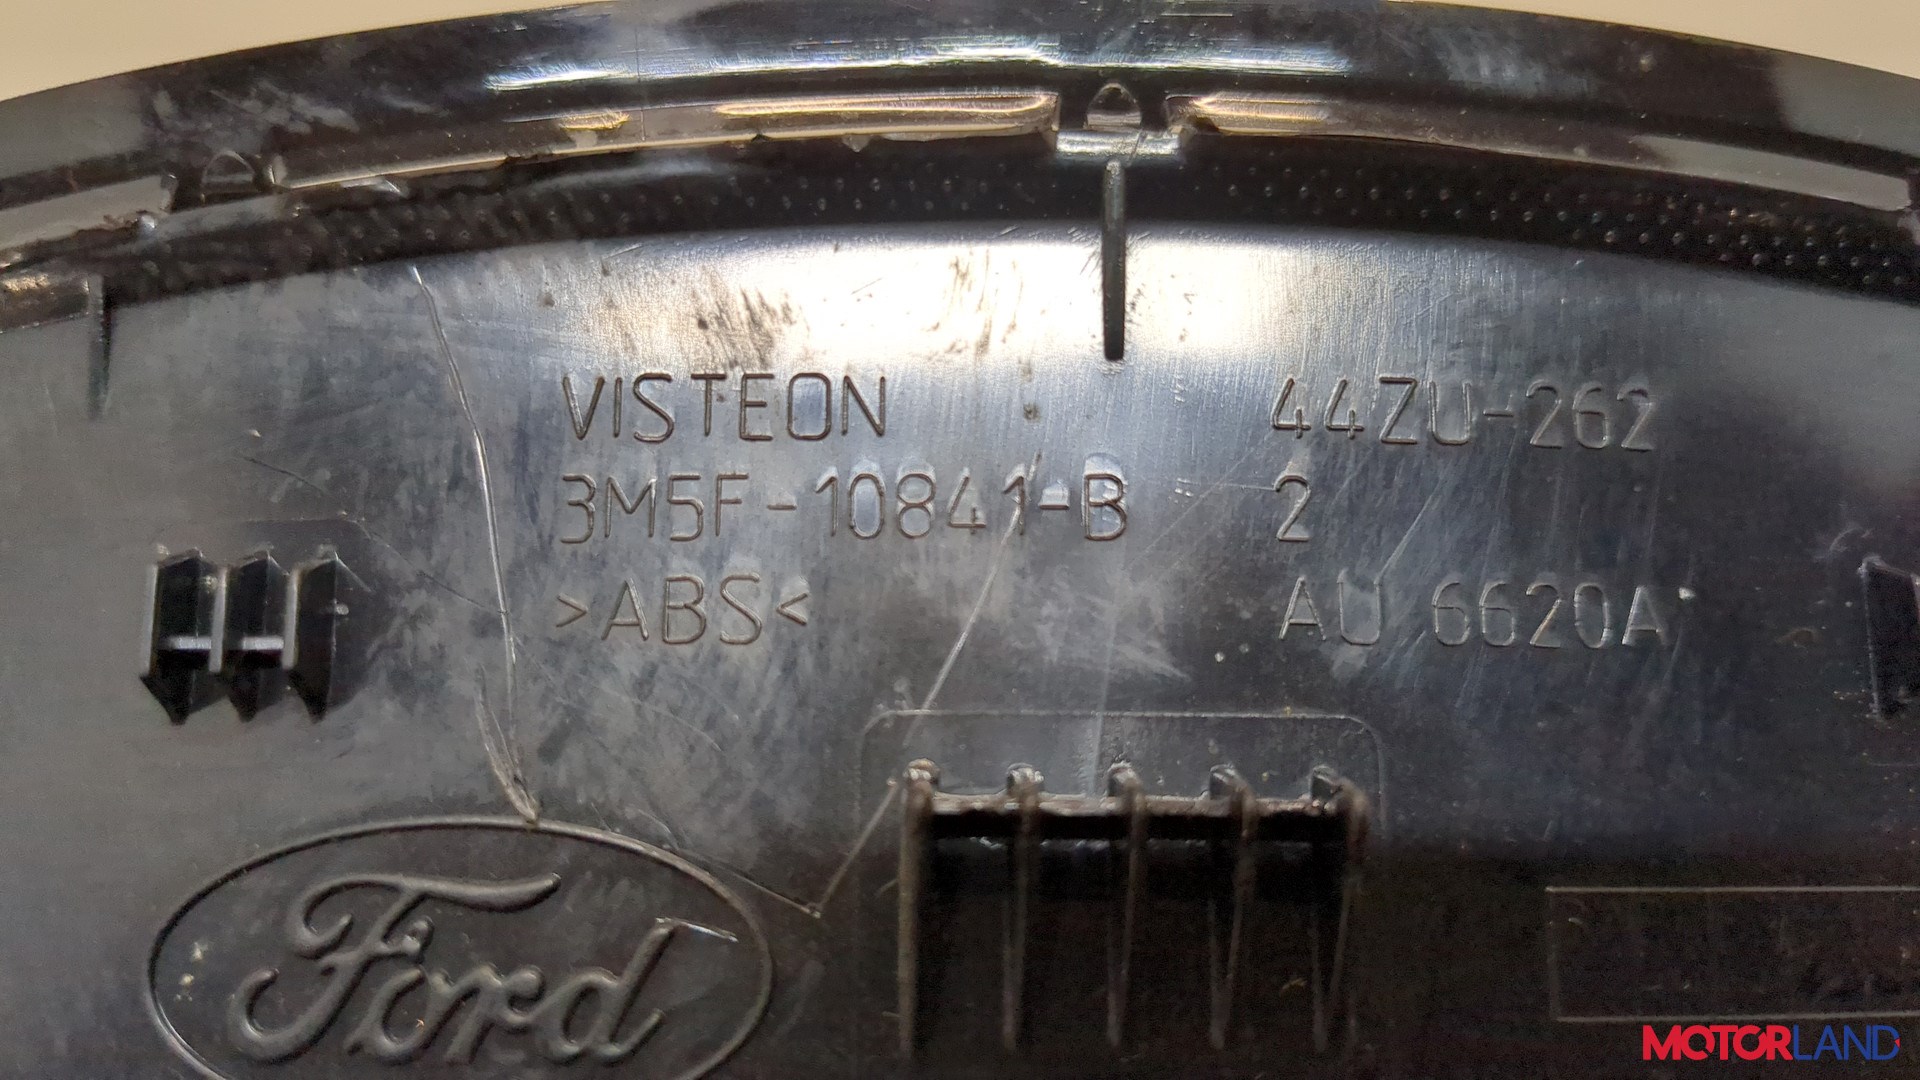 VISTEON 44ZU-262
3M5F-10841-B 2
>ABS< AU 6620A
Ford
MOTORLAND